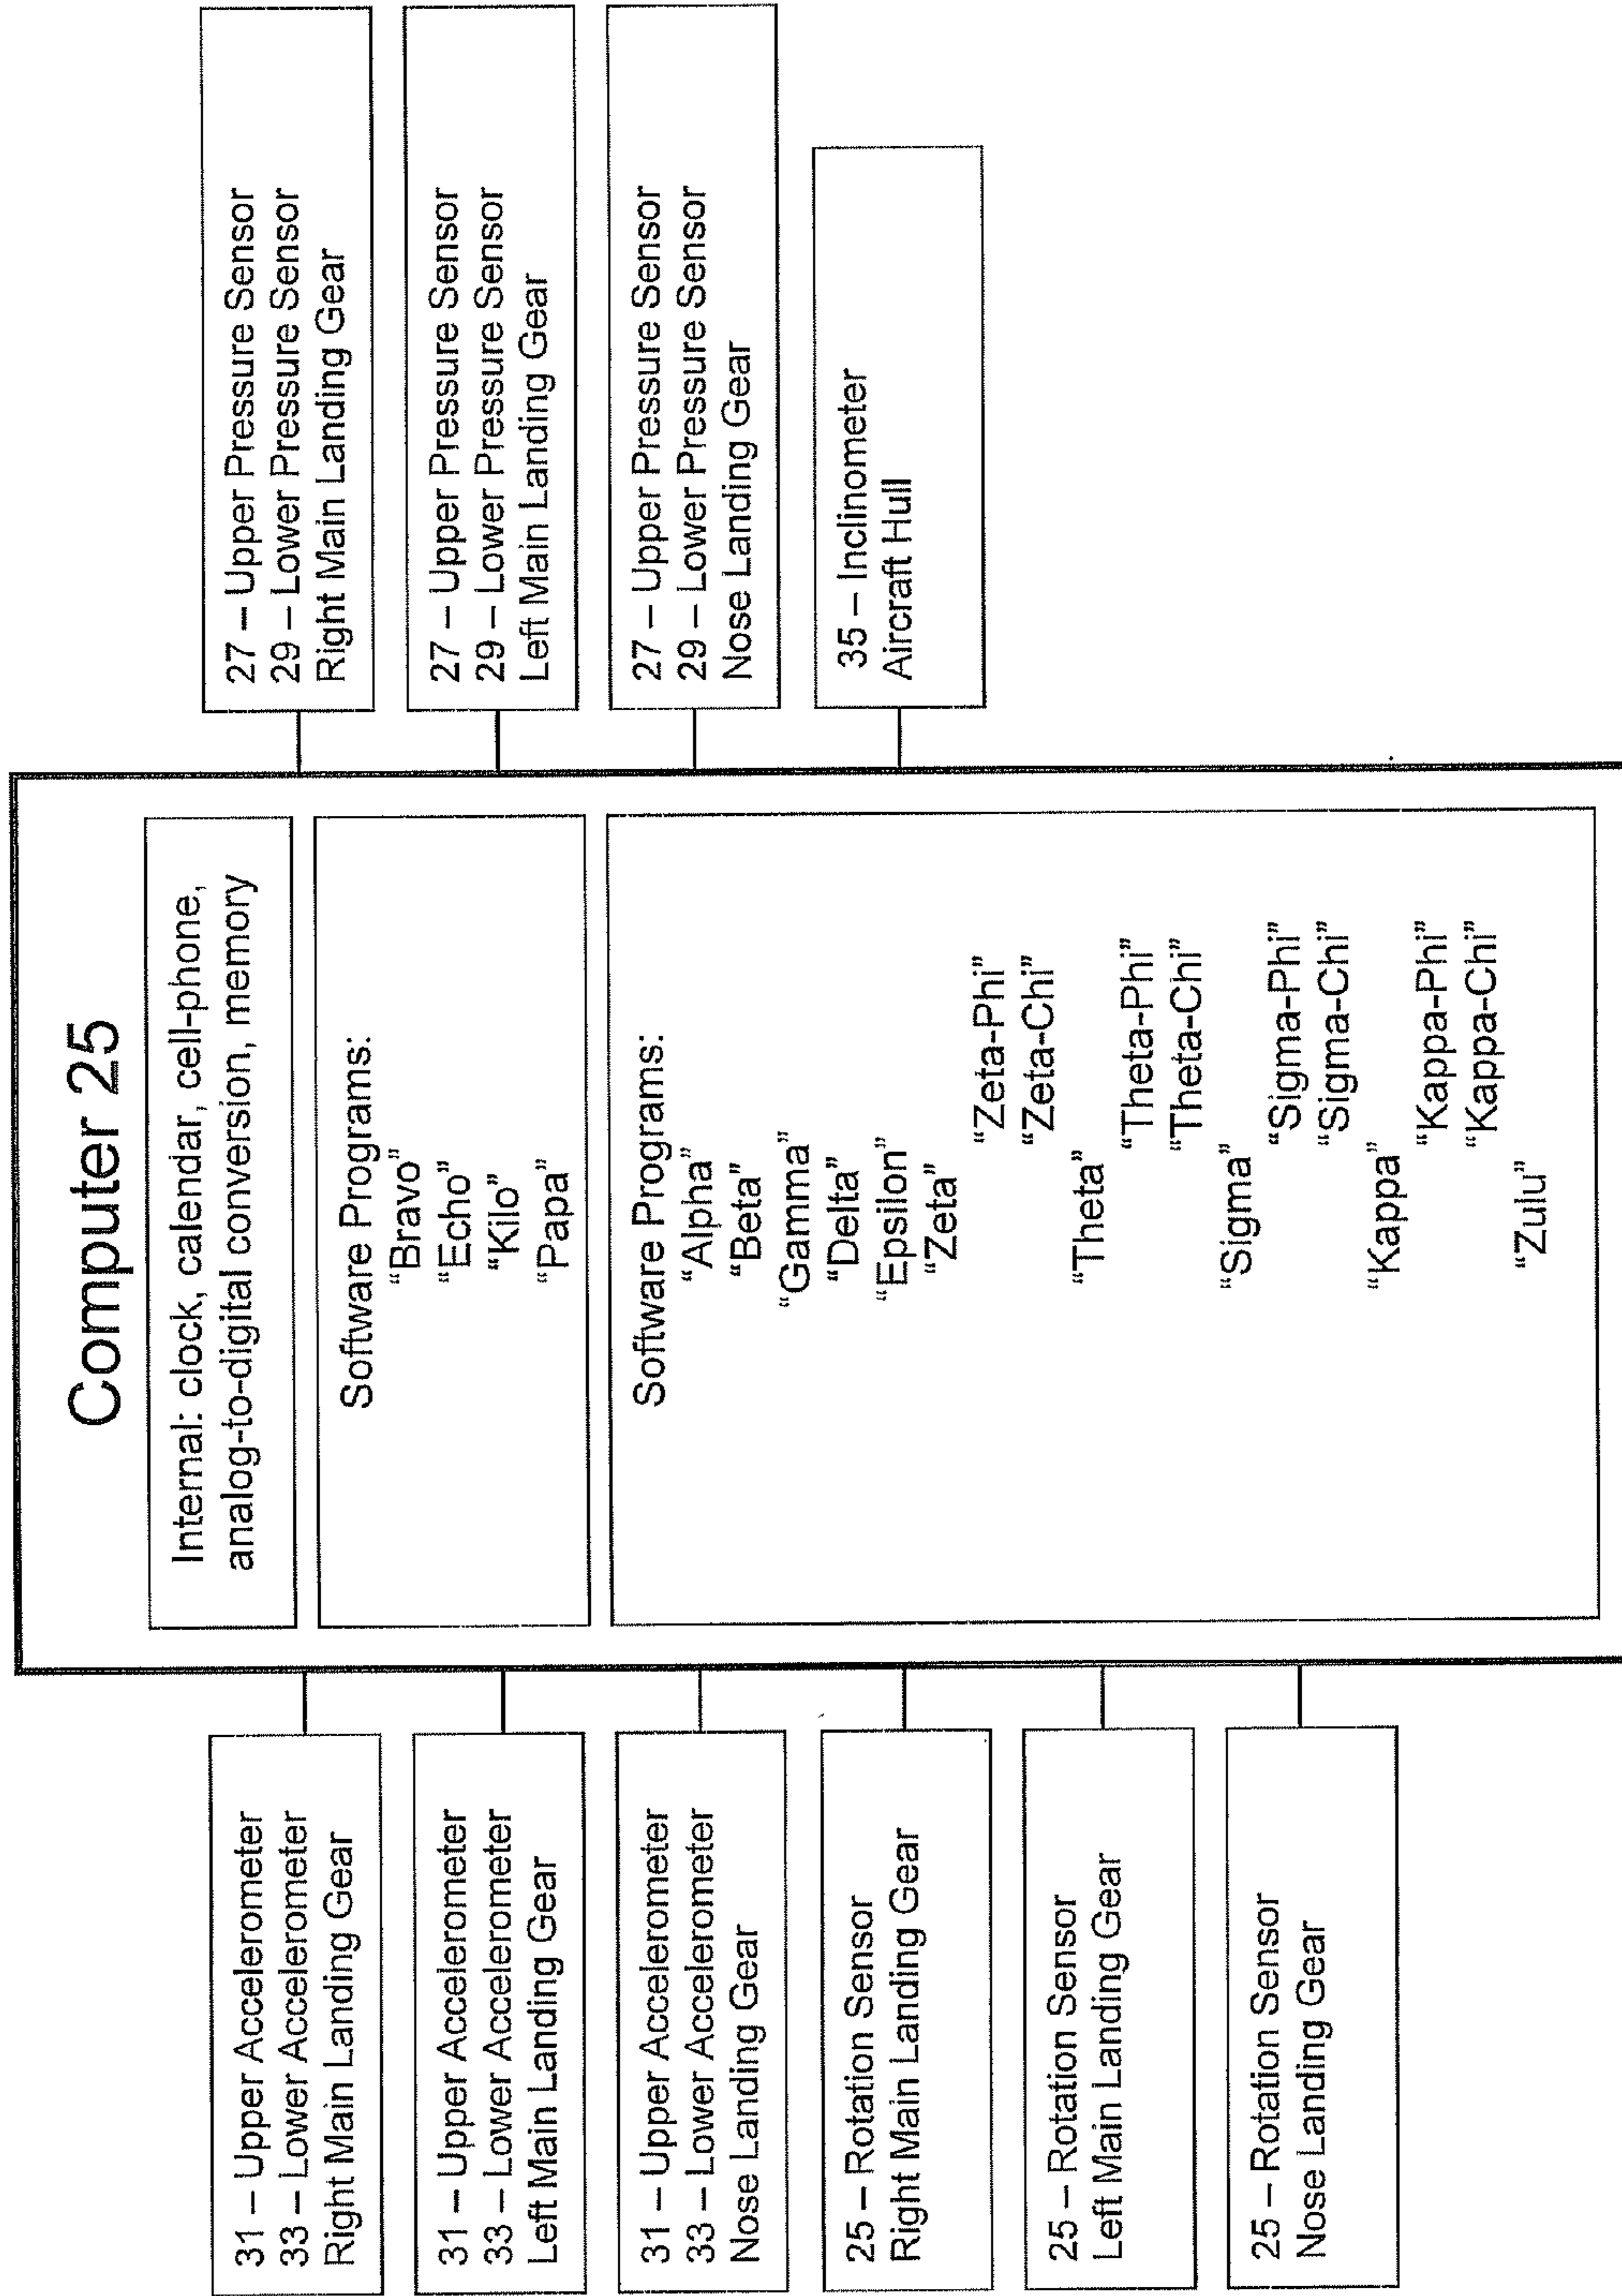 Computer 25
Internal: clock, calendar, cell-phone,
analog-to-digital conversion, memory
Software Programs:
“Bravo”
“Echo”
“Kilo”
“Papa”
Software Programs:
“Alpha”
“Beta”
“Gamma”
“Delta”
“Epsilon”
“Zeta”
“Zeta-Phi”
“Zeta-Chi”
“Theta”
“Theta-Phi”
“Theta-Chi”
“Sigma”
“Sigma-Phi”
“Sigma-Chi”
“Kappa”
“Kappa-Phi”
“Kappa-Chi”
“Zulu”
31 – Upper Accelerometer
33 – Lower Accelerometer
Right Main Landing Gear
31 – Upper Accelerometer
33 – Lower Accelerometer
Left Main Landing Gear
31 – Upper Accelerometer
33 – Lower Accelerometer
Nose Landing Gear
25 – Rotation Sensor
Right Main Landing Gear
25 – Rotation Sensor
Left Main Landing Gear
25 – Rotation Sensor
Nose Landing Gear
27 – Upper Pressure Sensor
29 – Lower Pressure Sensor
Right Main Landing Gear
27 – Upper Pressure Sensor
29 – Lower Pressure Sensor
Left Main Landing Gear
27 – Upper Pressure Sensor
29 – Lower Pressure Sensor
Nose Landing Gear
35 – Inclinometer
Aircraft Hull